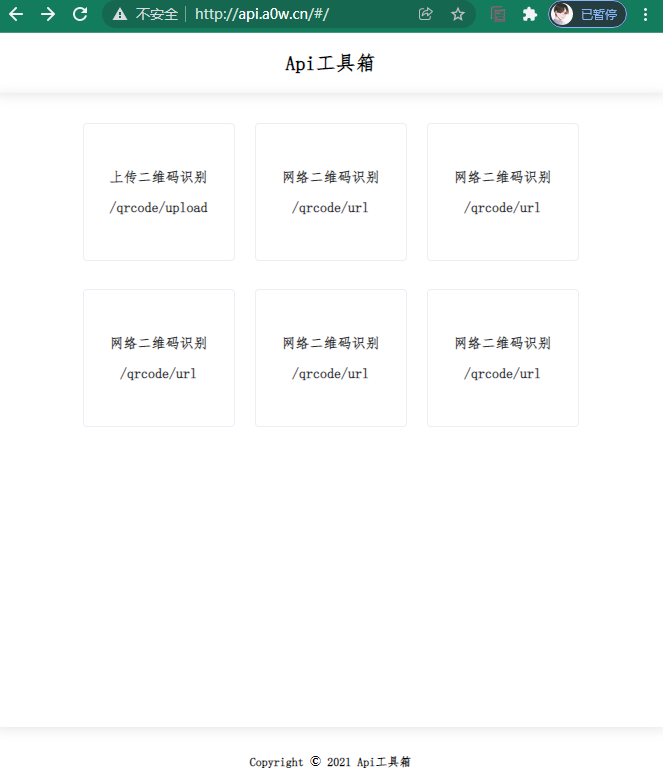 不安全 http://api.a0w.cn/#/ 已暂停
Api工具箱
上传二维码识别 网络二维码识别 网络二维码识别
/qrcode/upload /qrcode/url /qrcode/url
网络二维码识别 网络二维码识别 网络二维码识别
/qrcode/url /qrcode/url /qrcode/url
Copyright © 2021 Api工具箱